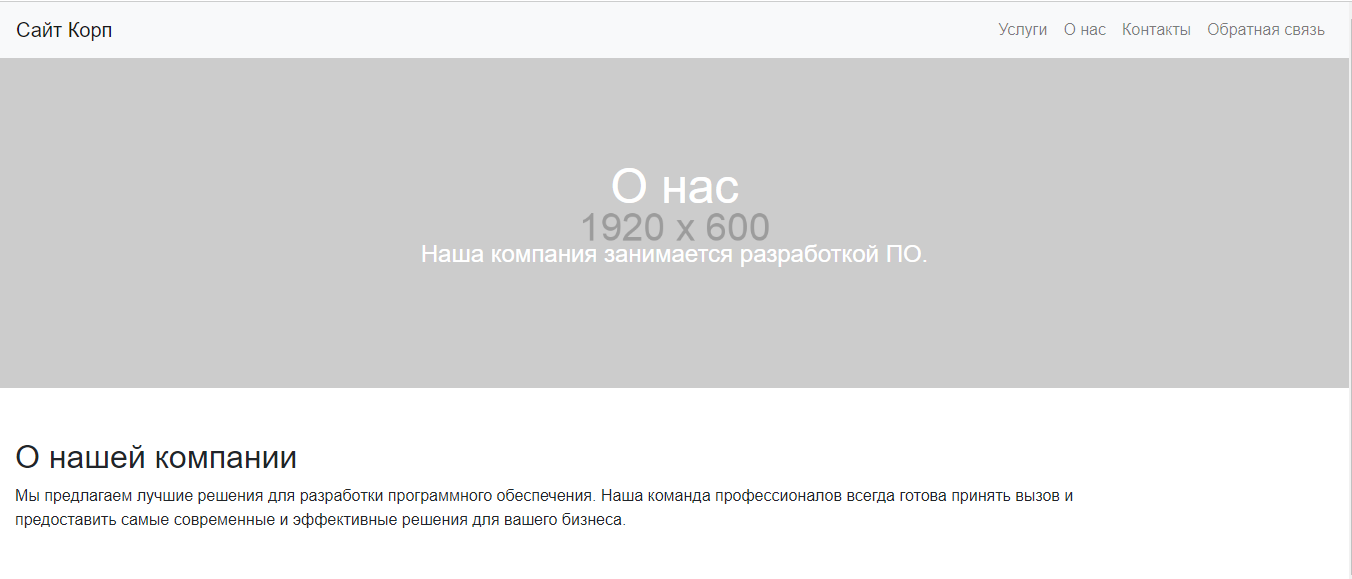 Сайт Корп
Услуги О нас Контакты Обратная связь
О нас
1920 x 600
Наша компания занимается разработкой ПО.
О нашей компании
Мы предлагаем лучшие решения для разработки программного обеспечения. Наша команда профессионалов всегда готова принять вызов и
предоставить самые современные и эффективные решения для вашего бизнеса.